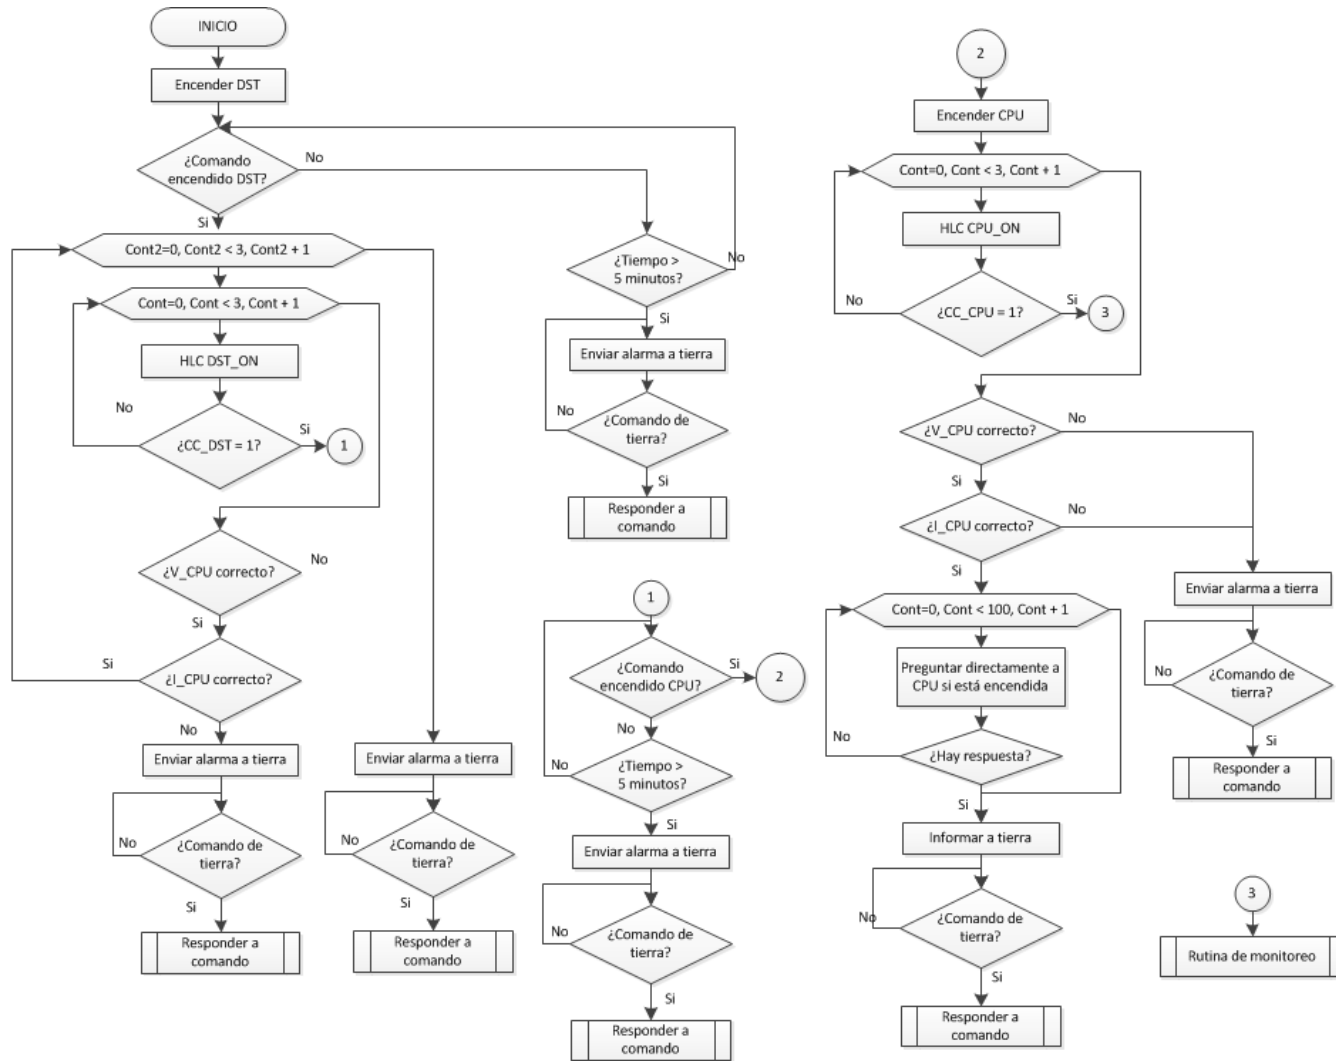 INICIO
Encender DST
¿Comando
encendido DST?
No
Si
Cont2=0, Cont2 < 3, Cont2 + 1
Cont=0, Cont < 3, Cont + 1
HLC DST_ON
No
¿CC_DST = 1?
Si
1
¿V_CPU correcto?
No
Si
¿I_CPU correcto?
Si
No
Enviar alarma a tierra
No
¿Comando de
tierra?
Si
Responder a
comando
Enviar alarma a tierra
No
¿Comando de
tierra?
Si
Responder a
comando
¿Tiempo >
5 minutos?
No
Si
Enviar alarma a tierra
¿Comando de
tierra?
No
Si
Responder a
comando
1
¿Comando
encendido CPU?
Si
2
No
¿Tiempo >
5 minutos?
No
Si
Enviar alarma a tierra
No
¿Comando de
tierra?
Si
Responder a
comando
2
Encender CPU
Cont=0, Cont < 3, Cont + 1
HLC CPU_ON
No
¿CC_CPU = 1?
Si
3
¿V_CPU correcto?
No
Si
¿I_CPU correcto?
No
Si
Cont=0, Cont < 100, Cont + 1
Preguntar directamente a
CPU si está encendida
No
¿Hay respuesta?
Si
Informar a tierra
No
¿Comando de
tierra?
Si
Responder a
comando
Enviar alarma a tierra
No
¿Comando de
tierra?
Si
Responder a
comando
3
Rutina de monitoreo